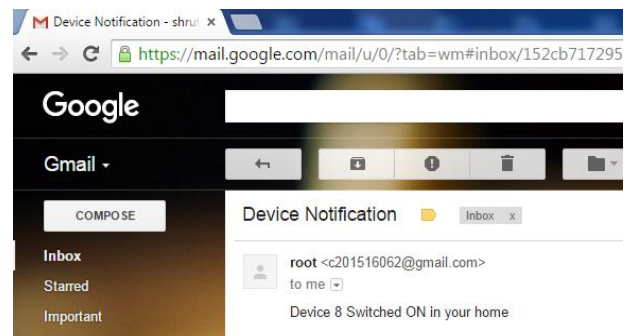 Device Notification - shrut
https://mail.google.com/mail/u/0/?tab=wm#inbox/152cb717295
Google
Gmail
COMPOSE
Inbox
Starred
Important
Device Notification Inbox x
root <c201516062@gmail.com>
to me
Device 8 Switched ON in your home